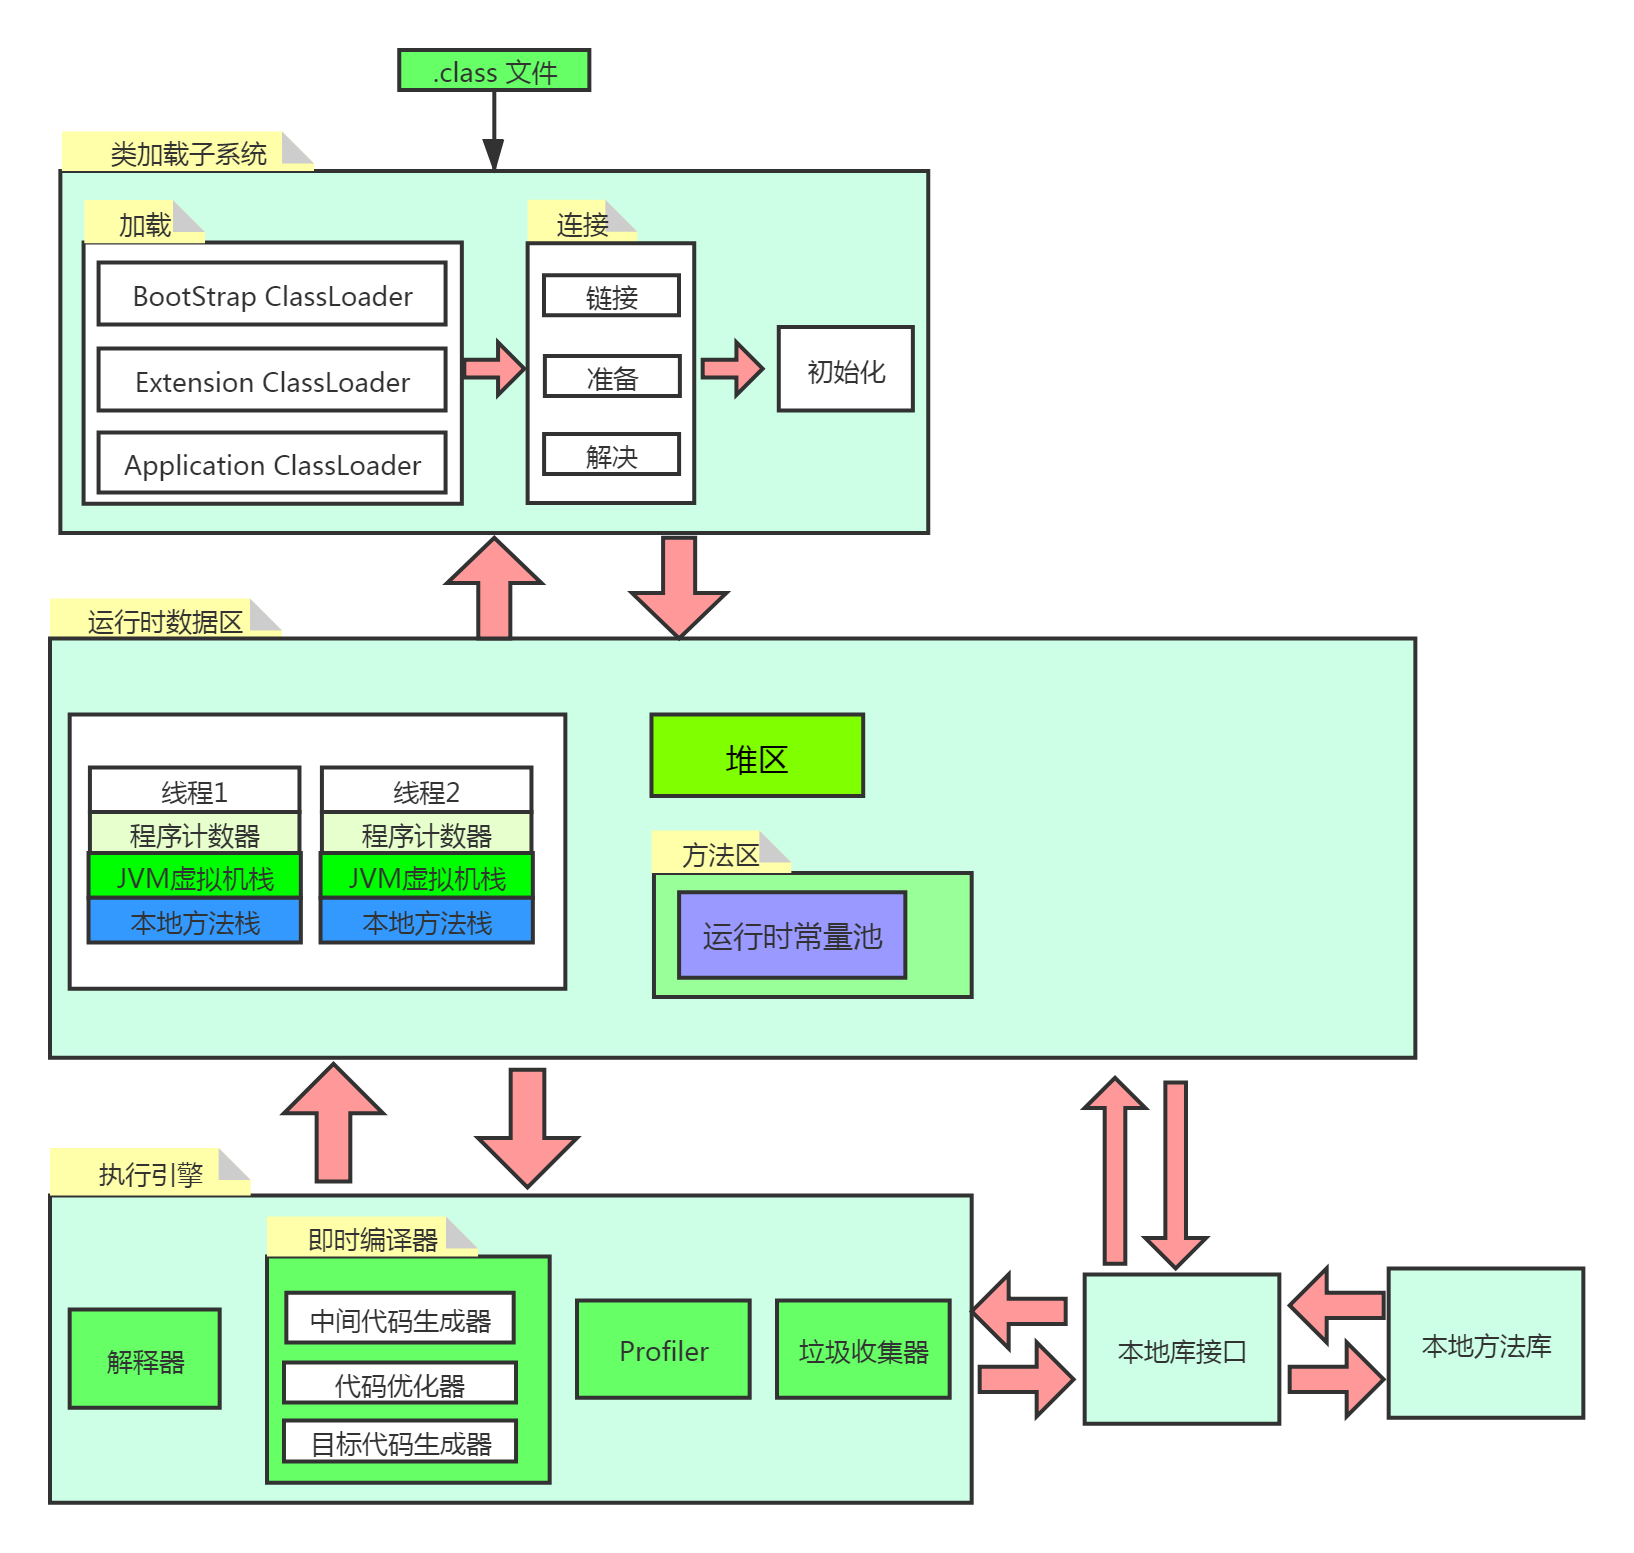 .class 文件
类加载子系统
加载
连接
BootStrap ClassLoader
链接
Extension ClassLoader
准备
初始化
Application ClassLoader
解决
运行时数据区
线程1
线程2
程序计数器
程序计数器
JVM虚拟机栈
JVM虚拟机栈
本地方法栈
本地方法栈
堆区
方法区
运行时常量池
执行引擎
解释器
即时编译器
中间代码生成器
代码优化器
目标代码生成器
Profiler
垃圾收集器
本地库接口
本地方法库